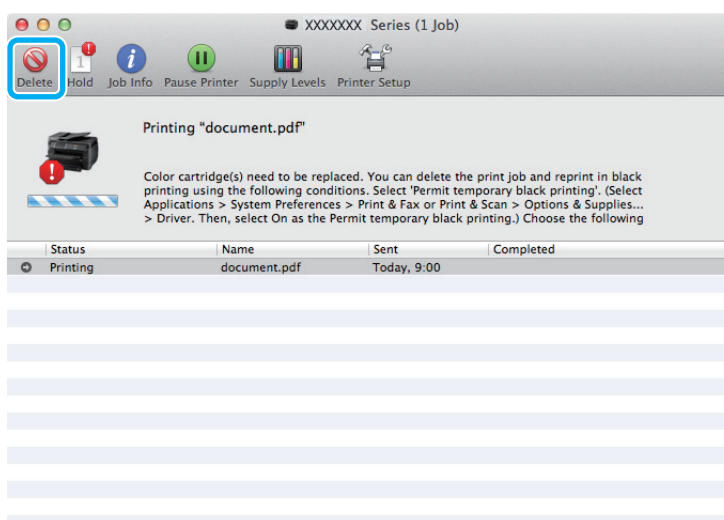 XXXXXXX Series (1 Job)
Delete Hold Job Info Pause Printer Supply Levels Printer Setup
Printing "document.pdf"
Color cartridge(s) need to be replaced. You can delete the print job and reprint in black
printing using the following conditions. Select 'Permit temporary black printing'. (Select
Applications > System Preferences > Print & Fax or Print & Scan > Options & Supplies...
> Driver. Then, select On as the Permit temporary black printing.) Choose the following
Status Name Sent Completed
Printing document.pdf Today, 9:00